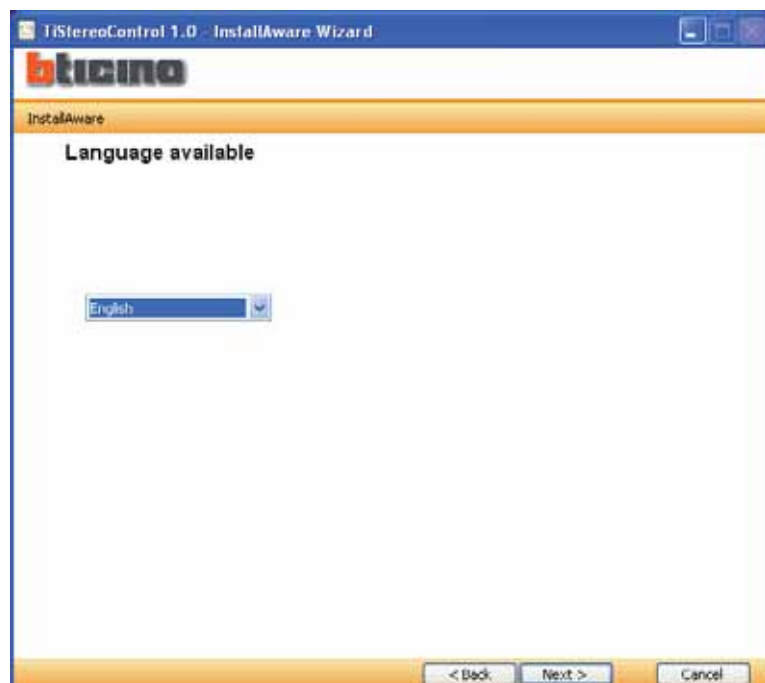 TiStereoControl 1.0 - InstallAware Wizard
bticino
InstallAware
Language available
English
< Back Next > Cancel